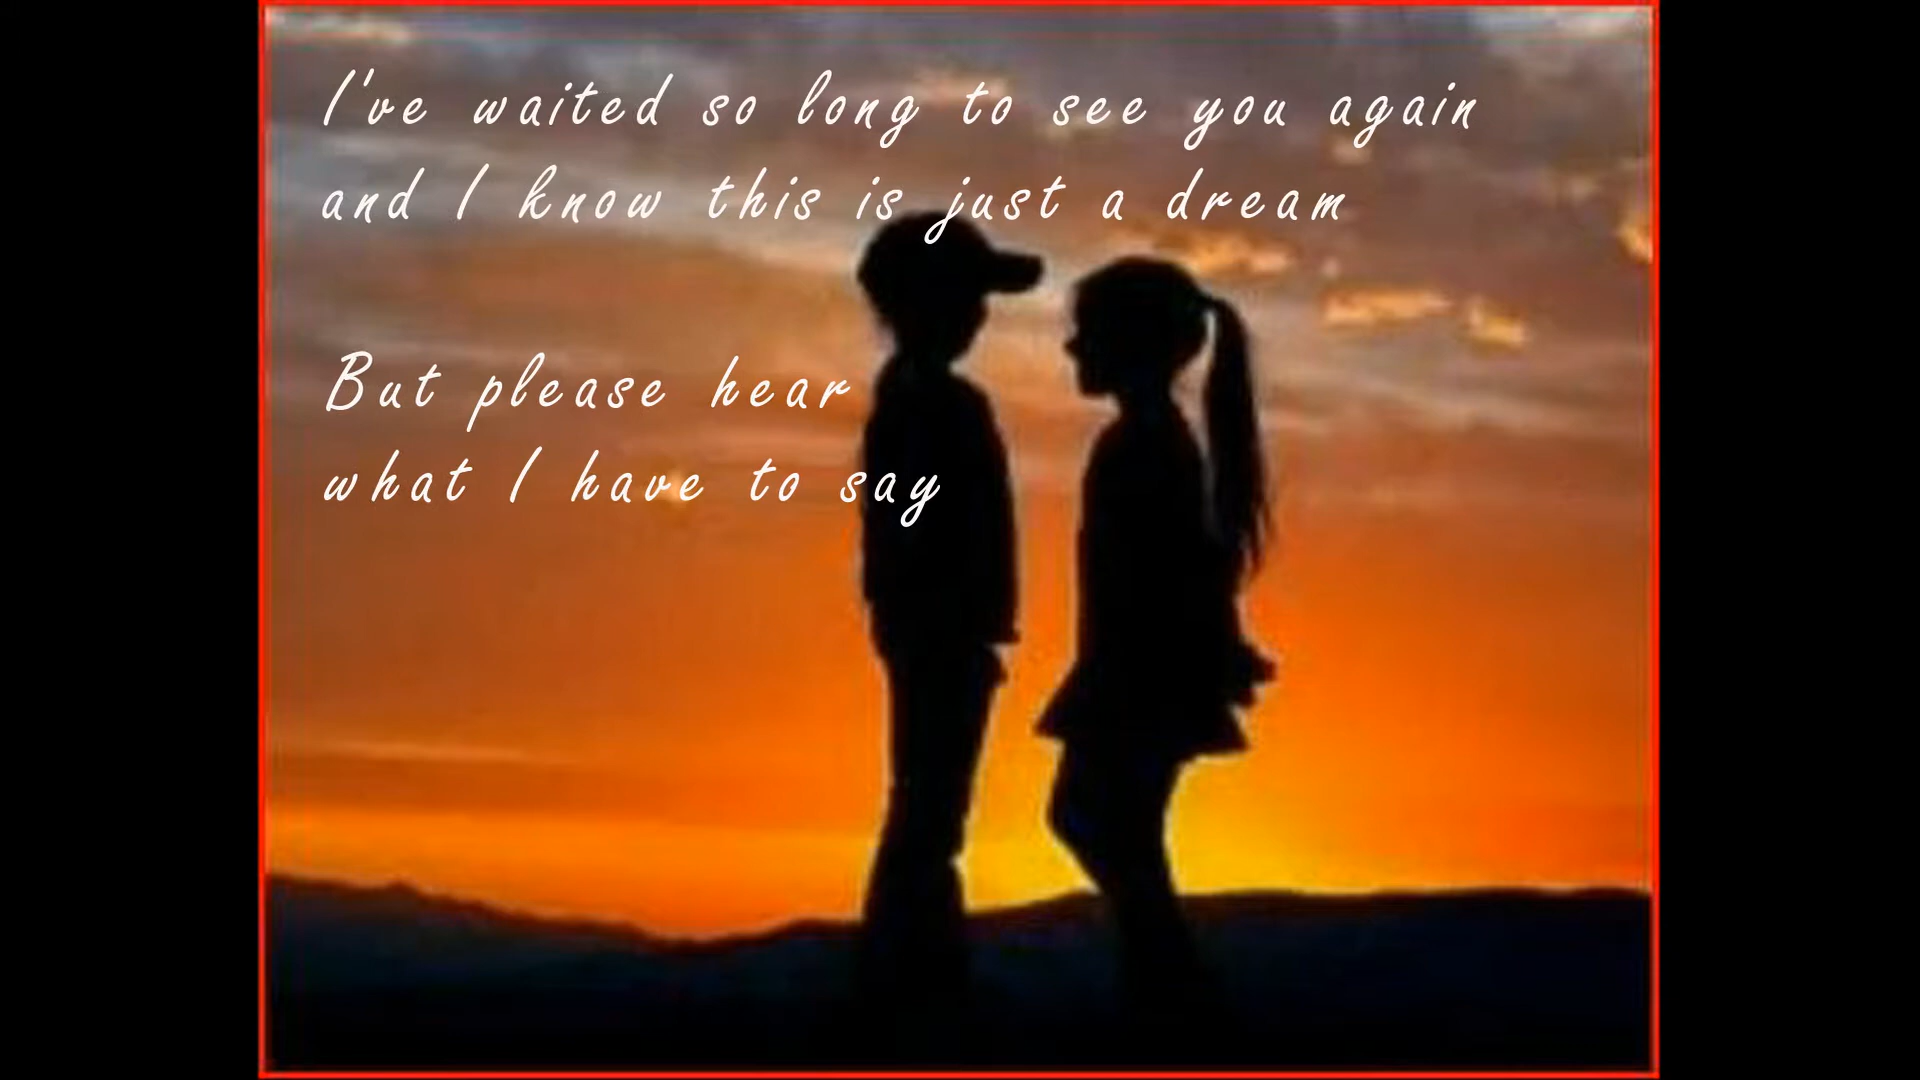 I've waited so long to see you again
and I know this is just a dream
But please hear
what I have to say